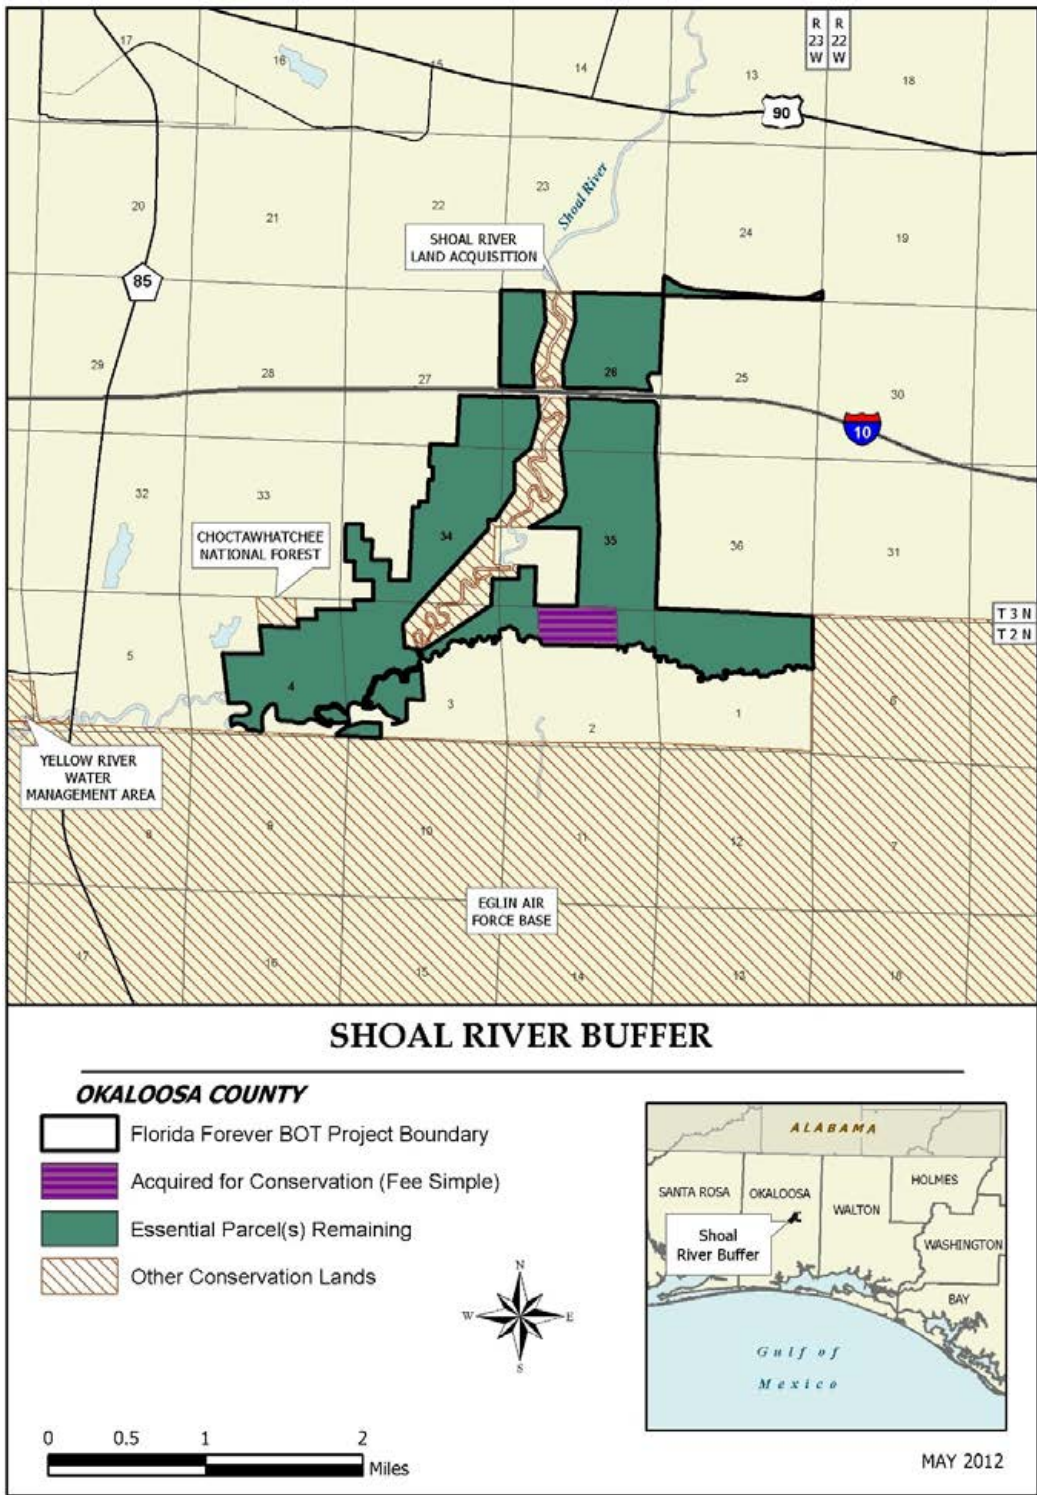 17
16
15
14
13
18
R R
23 22
W W
90
20
21
22
23
Shoal River
24
19
SHOAL RIVER
LAND ACQUISITION
85
29
28
27
26
25
30
10
32
33
34
35
36
31
CHOCTAWHATCHEE
NATIONAL FOREST
T 3 N
T 2 N
5
4
3
2
1
6
YELLOW RIVER
WATER
MANAGEMENT AREA
8
9
10
11
12
7
EGLIN AIR
FORCE BASE
17
16
15
14
13
18
SHOAL RIVER BUFFER
OKALOOSA COUNTY
Florida Forever BOT Project Boundary
Acquired for Conservation (Fee Simple)
Essential Parcel(s) Remaining
Other Conservation Lands
N
W E
S
0 0.5 1 2
Miles
ALABAMA
SANTA ROSA
OKALOOSA
WALTON
HOLMES
WASHINGTON
BAY
Shoal
River Buffer
Gulf of
Mexico
MAY 2012